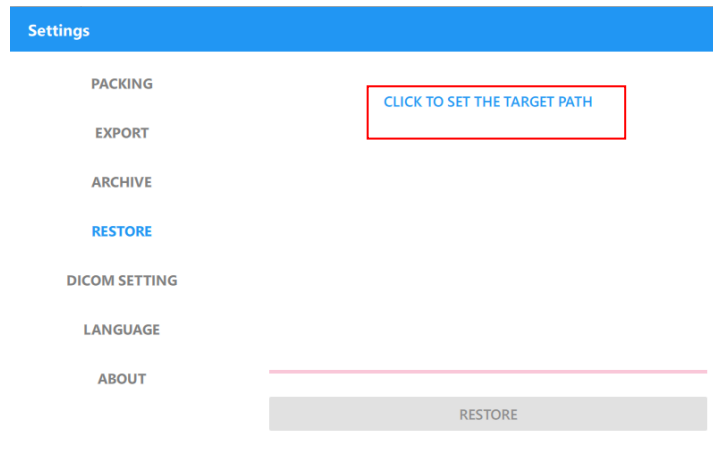 Settings
PACKING
EXPORT
ARCHIVE
RESTORE
DICOM SETTING
LANGUAGE
ABOUT
CLICK TO SET THE TARGET PATH
RESTORE